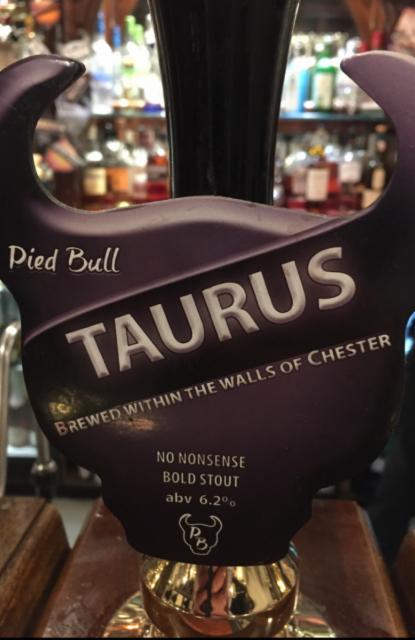 Pied Bull
TAURUS
BREWED WITHIN THE WALLS OF CHESTER
NO NONSENSE
BOLD STOUT
abv 6.2%
PB